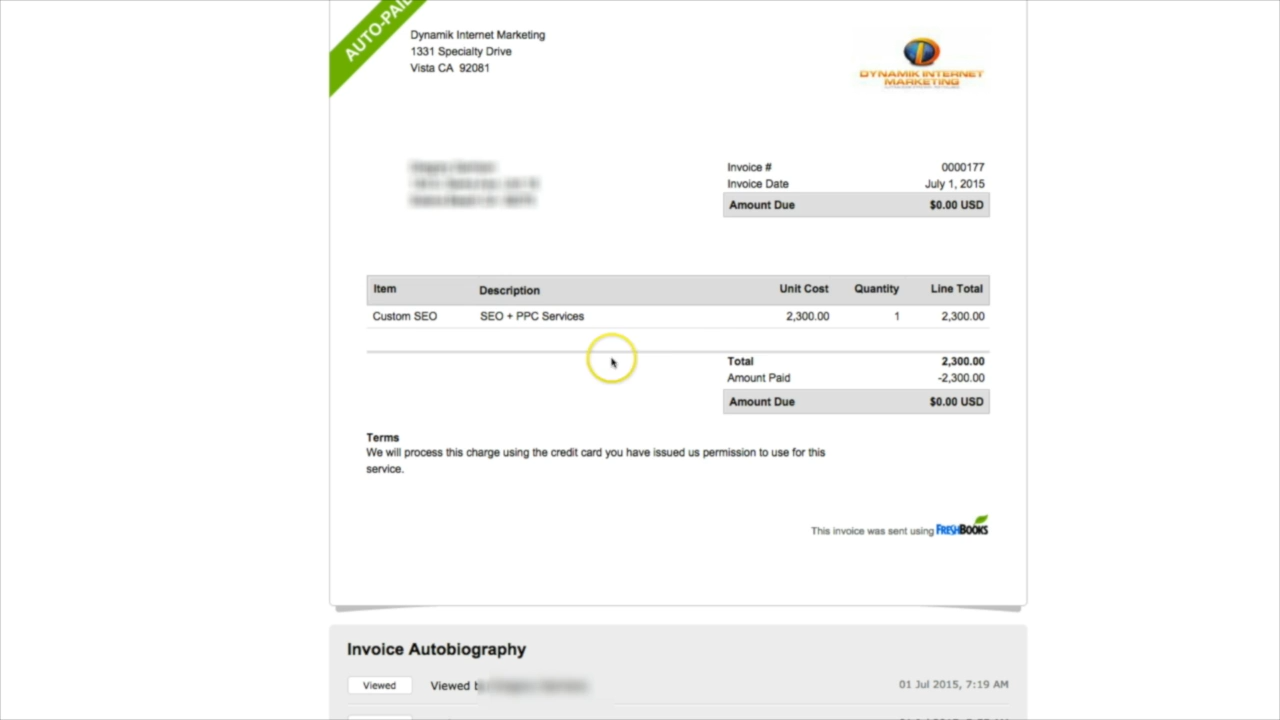 AUTO-PAID
Dynamik Internet Marketing
1331 Specialty Drive
Vista CA 92081
DYNAMIK INTERNET
MARKETING
Invoice # 0000177
Invoice Date July 1, 2015
Amount Due $0.00 USD
Item Description Unit Cost Quantity Line Total
Custom SEO SEO + PPC Services 2,300.00 1 2,300.00
Total 2,300.00
Amount Paid -2,300.00
Amount Due $0.00 USD
Terms
We will process this charge using the credit card you have issued us permission to use for this
service.
This invoice was sent using FRESHBOOKS
Invoice Autobiography
Viewed Viewed 01 Jul 2015, 7:19 AM